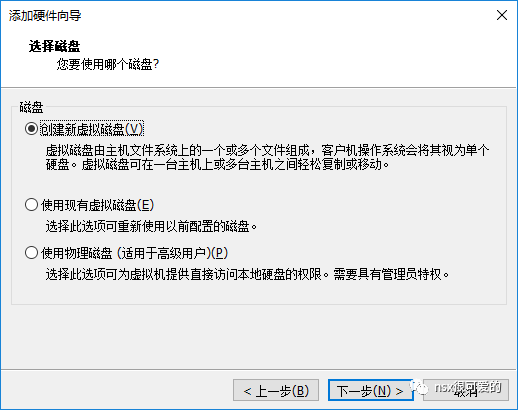 添加硬件向导
选择磁盘
您要使用哪个磁盘?
磁盘
创建新虚拟磁盘(V)
虚拟磁盘由主机文件系统上的一个或多个文件组成，客户机操作系统会将其视为单个
硬盘。虚拟磁盘可在一台主机上或多台主机之间轻松复制或移动。
使用现有虚拟磁盘(E)
选择此选项可重新使用以前配置的磁盘。
使用物理磁盘 (适用于高级用户)(P)
选择此选项可为虚拟机提供直接访问本地硬盘的权限。需要具有管理员特权。
< 上一步(B) 下一步(N) > 取消
nsx很可爱的